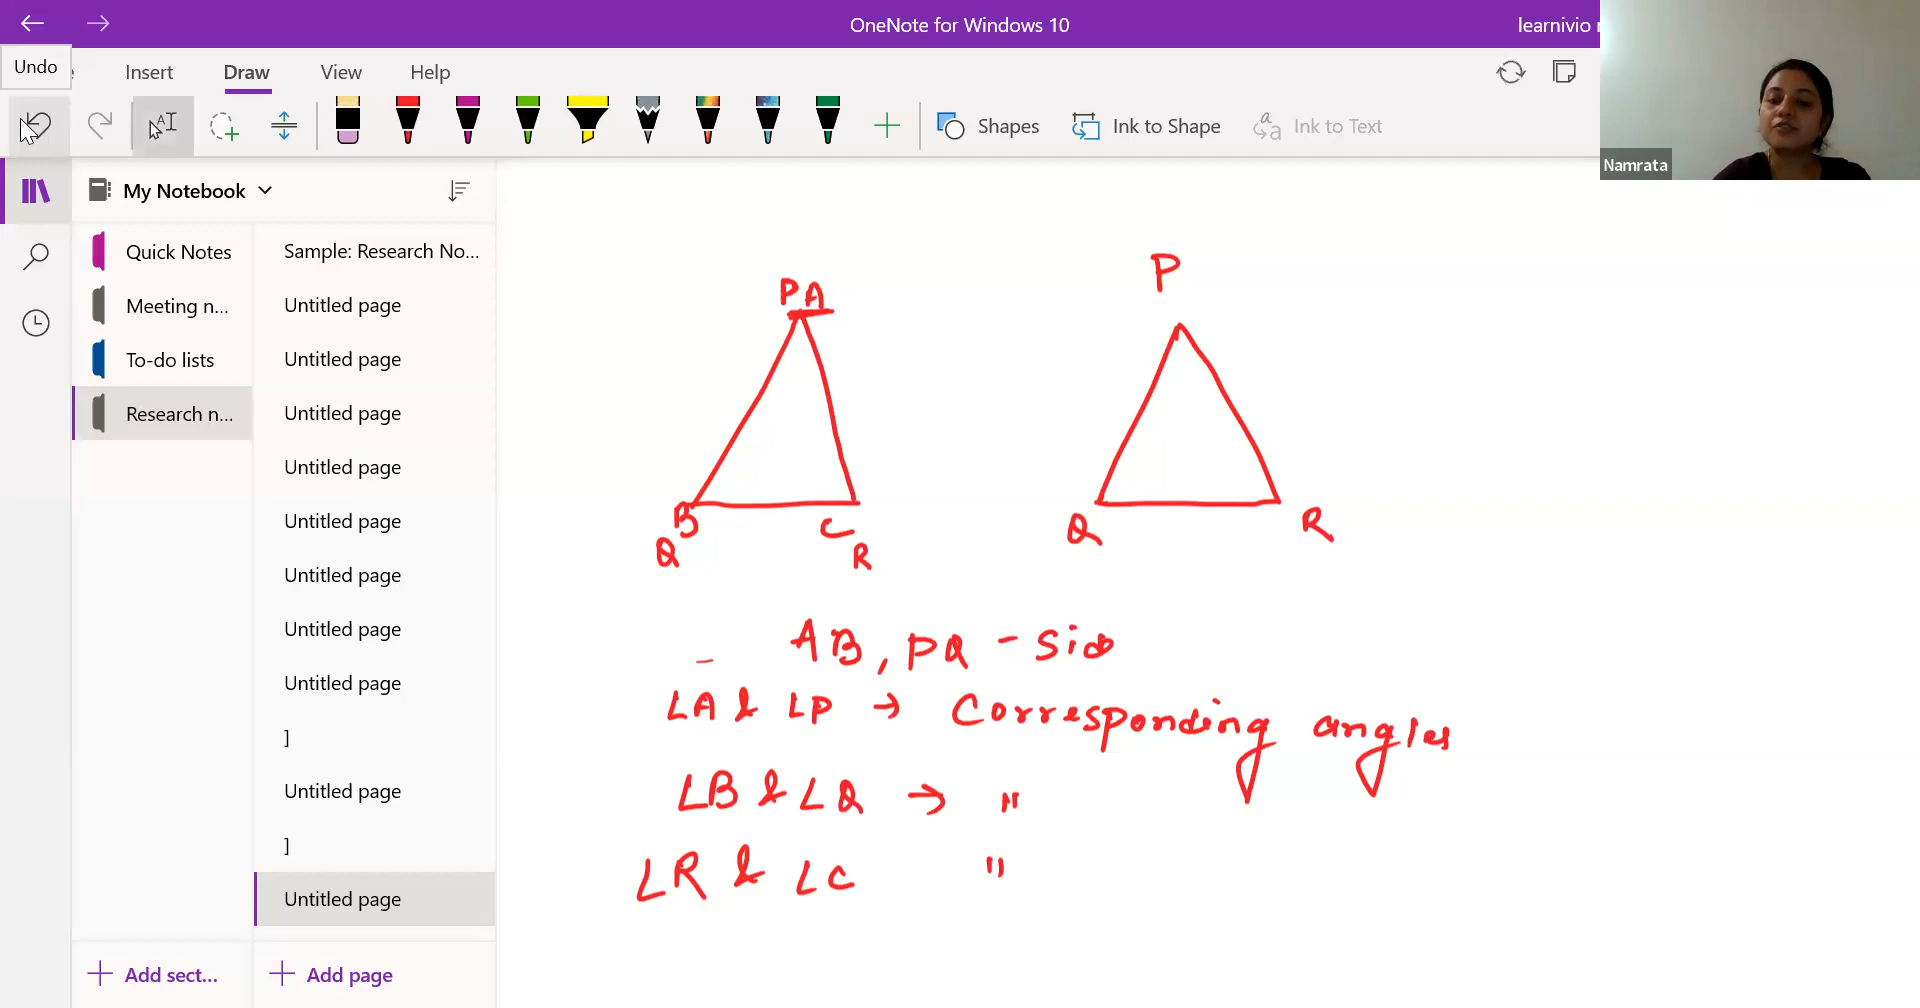 OneNote for Windows 10
learnivio
Undo
Insert Draw View Help
Shapes Ink to Shape Ink to Text
Namrata
My Notebook
Quick Notes
Meeting n...
To-do lists
Research n...
Sample: Research No...
Untitled page
Untitled page
Untitled page
Untitled page
Untitled page
Untitled page
Untitled page
Untitled page
]
Untitled page
]
Untitled page
Add sect...
Add page
PA
B
C
Q
R
P
Q
R
AB, PQ - Sid
∠A & ∠P → Corresponding angles
∠B & ∠Q → "
∠R & ∠C "